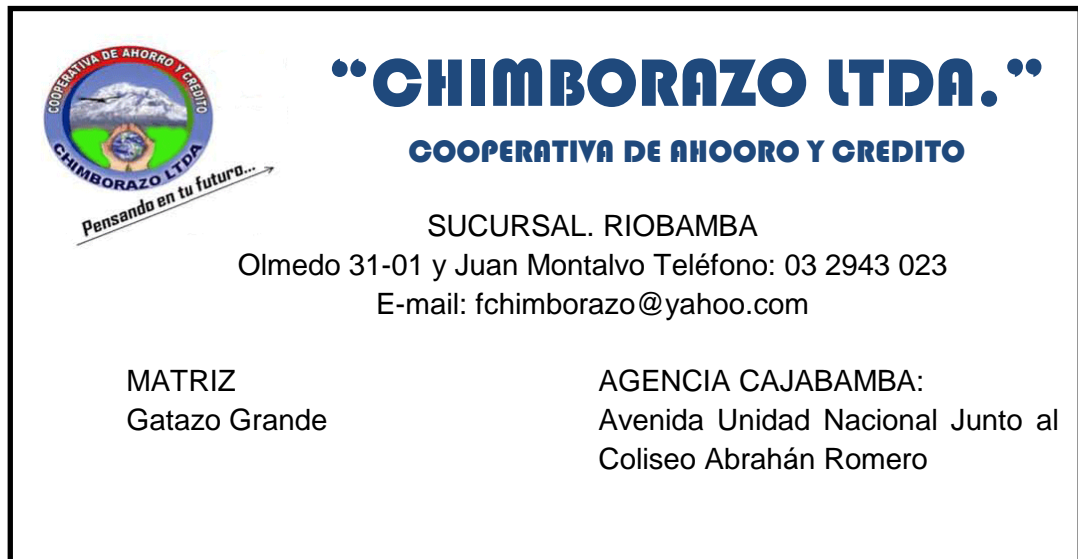 COOPERATIVA DE AHORRO Y CREDITO
CHIMBORAZO LTDA
Pensando en tu futuro...
“CHIMBORAZO LTDA.”
COOPERATIVA DE AHOORO Y CREDITO
SUCURSAL. RIOBAMBA
Olmedo 31-01 y Juan Montalvo Teléfono: 03 2943 023
E-mail: fchimborazo@yahoo.com
MATRIZ
Gatazo Grande
AGENCIA CAJABAMBA:
Avenida Unidad Nacional Junto al
Coliseo Abrahán Romero